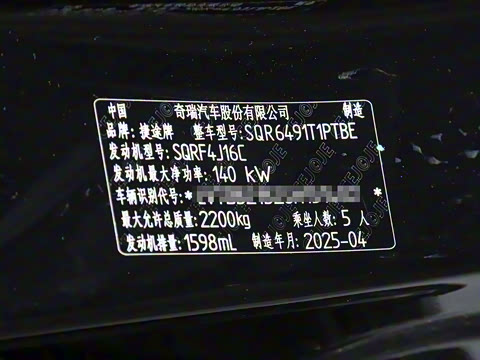 中国 奇瑞汽车股份有限公司 制造
品牌: 捷途牌 整车型号: SQR6491T1PTBE
发动机型号: SQRF4J16C
发动机最大净功率: 140 kW
车辆识别代号: * *
最大允许总质量: 2200kg 乘坐人数: 5 人
发动机排量: 1598mL 制造年月: 2025-04